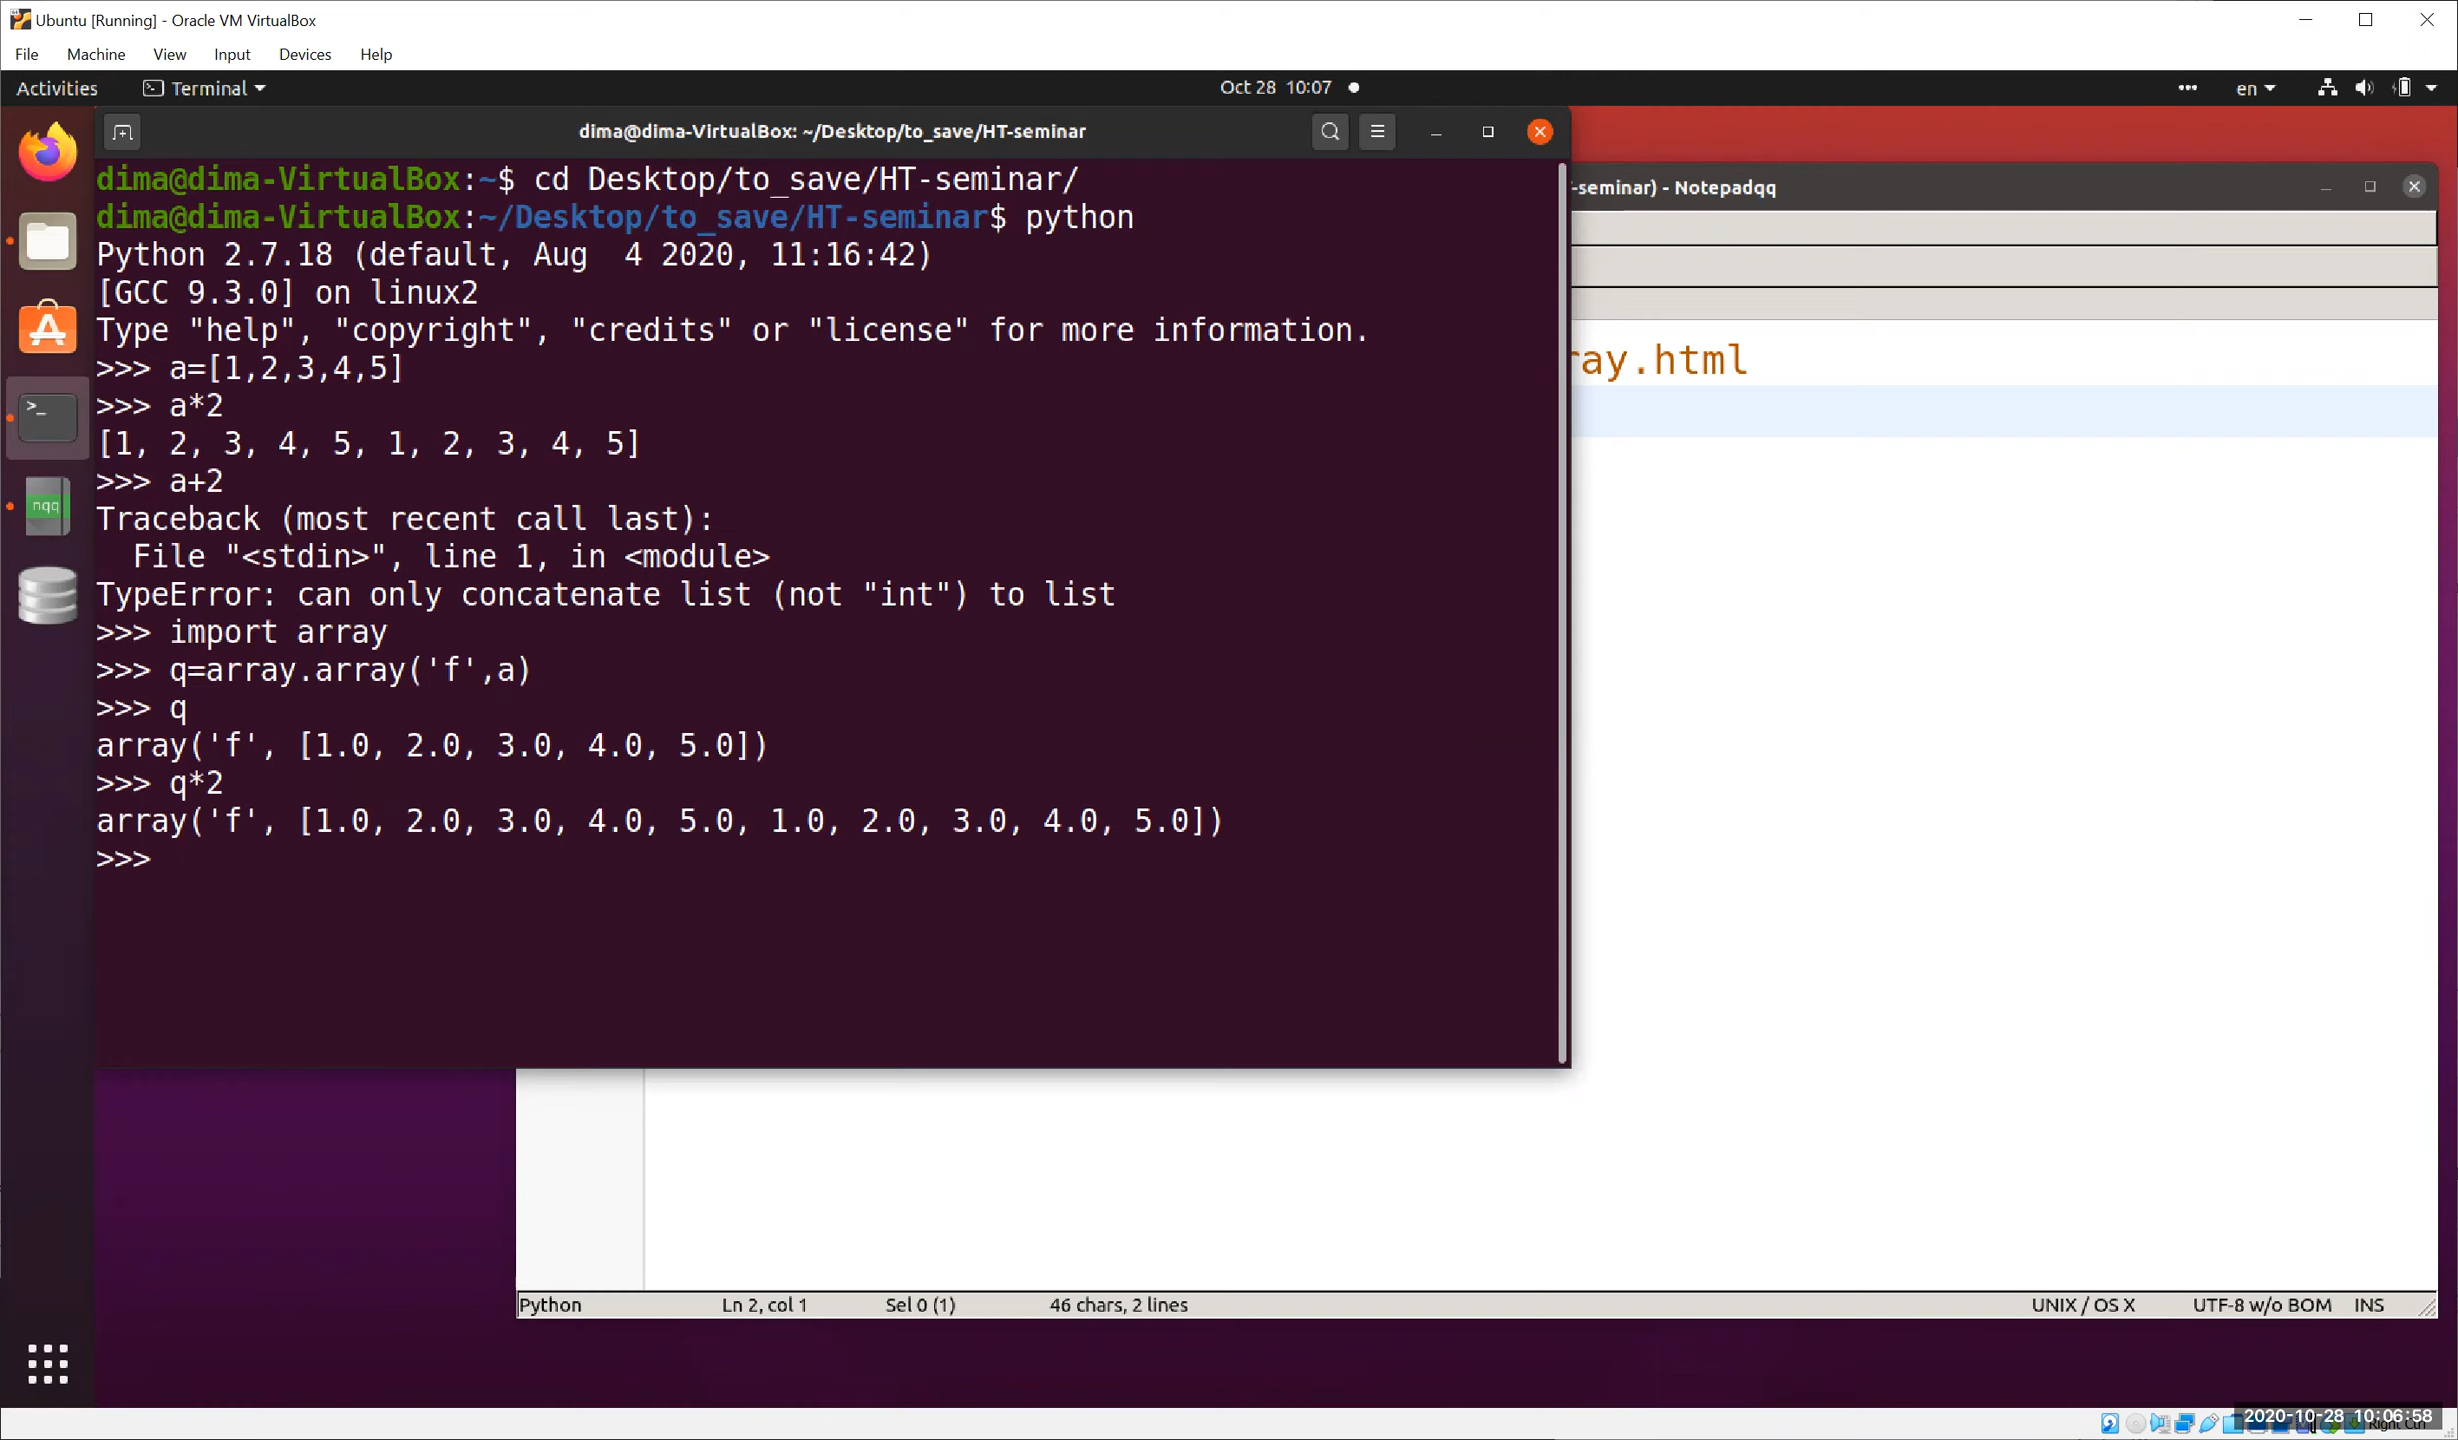 Ubuntu [Running] - Oracle VM VirtualBox
File Machine View Input Devices Help
Activities Terminal Oct 28 10:07 en
dima@dima-VirtualBox: ~/Desktop/to_save/HT-seminar
dima@dima-VirtualBox:~$ cd Desktop/to_save/HT-seminar/
dima@dima-VirtualBox:~/Desktop/to_save/HT-seminar$ python
Python 2.7.18 (default, Aug  4 2020, 11:16:42)
[GCC 9.3.0] on linux2
Type "help", "copyright", "credits" or "license" for more information.
>>> a=[1,2,3,4,5]
>>> a*2
[1, 2, 3, 4, 5, 1, 2, 3, 4, 5]
>>> a+2
Traceback (most recent call last):
  File "<stdin>", line 1, in <module>
TypeError: can only concatenate list (not "int") to list
>>> import array
>>> q=array.array('f',a)
>>> q
array('f', [1.0, 2.0, 3.0, 4.0, 5.0])
>>> q*2
array('f', [1.0, 2.0, 3.0, 4.0, 5.0, 1.0, 2.0, 3.0, 4.0, 5.0])
>>>
-seminar) - Notepadqq
ray.html
nqq
Python Ln 2, col 1 Sel 0 (1) 46 chars, 2 lines UNIX / OS X UTF-8 w/o BOM INS
2020-10-28 10:06:58